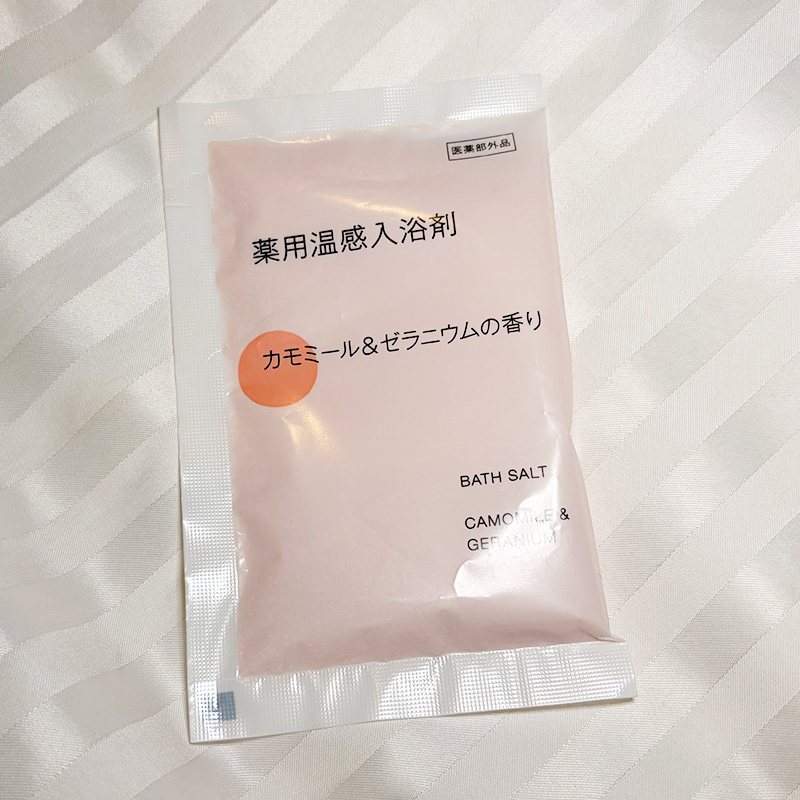 医薬部外品
薬用温感入浴剤
カモミール&ゼラニウムの香り
BATH SALT
CAMOMILE &
GERANIUM